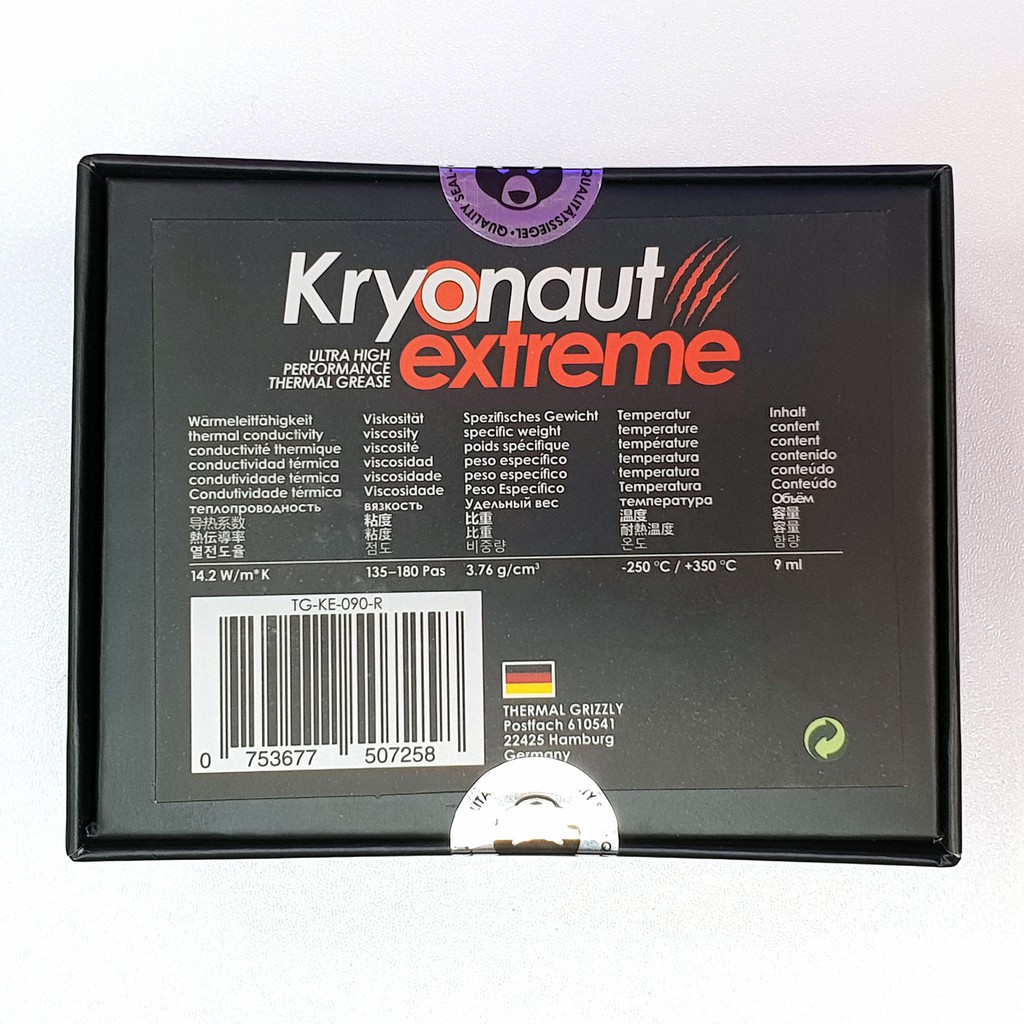 QUALITY SEAL • QUALITÄTSSIEGEL •
Kryonaut
extreme
ULTRA HIGH
PERFORMANCE
THERMAL GREASE
Wärmeleitfähigkeit
thermal conductivity
conductivité thermique
conductividad térmica
condutividade térmica
Condutividade térmica
теплопроводность
导热系数
熱伝導率
열전도율
14.2 W/m*K
Viskosität
viscosity
viscosité
viscosidad
viscosidade
Viscosidade
вязкость
粘度
粘度
점도
135–180 Pas
Spezifisches Gewicht
specific weight
poids spécifique
peso específico
peso específico
Peso Específico
Удельный вес
比重
比重
비중량
3.76 g/cm³
Temperatur
temperature
température
temperatura
temperatura
Temperatura
температура
温度
耐熱温度
온도
-250 °C / +350 °C
Inhalt
content
content
contenido
conteúdo
Conteúdo
Объём
容量
容量
함량
9 ml
TG-KE-090-R
0 753677 507258
THERMAL GRIZZLY
Postfach 610541
22425 Hamburg
Germany